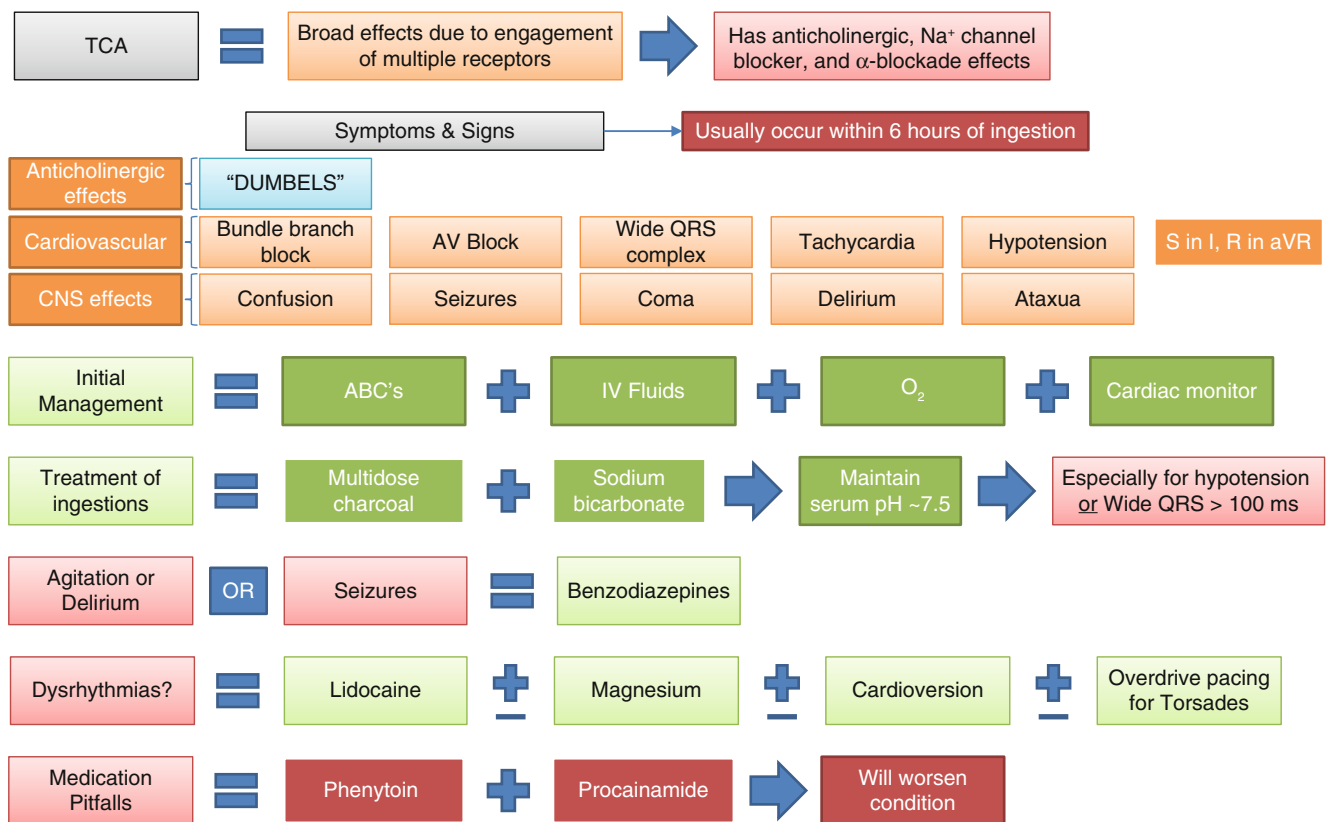 TCA
Broad effects due to engagement
of multiple receptors
Has anticholinergic, Na⁺ channel
blocker, and α-blockade effects
Symptoms & Signs
Usually occur within 6 hours of ingestion
Anticholinergic
effects
“DUMBELS”
Cardiovascular
Bundle branch
block
AV Block
Wide QRS
complex
Tachycardia
Hypotension
S in I, R in aVR
CNS effects
Confusion
Seizures
Coma
Delirium
Ataxua
Initial
Management
ABC’s
IV Fluids
O₂
Cardiac monitor
Treatment of
ingestions
Multidose
charcoal
Sodium
bicarbonate
Maintain
serum pH ~7.5
Especially for hypotension
or Wide QRS > 100 ms
Agitation or
Delirium
OR
Seizures
Benzodiazepines
Dysrhythmias?
Lidocaine
Magnesium
Cardioversion
Overdrive pacing
for Torsades
Medication
Pitfalls
Phenytoin
Procainamide
Will worsen
condition